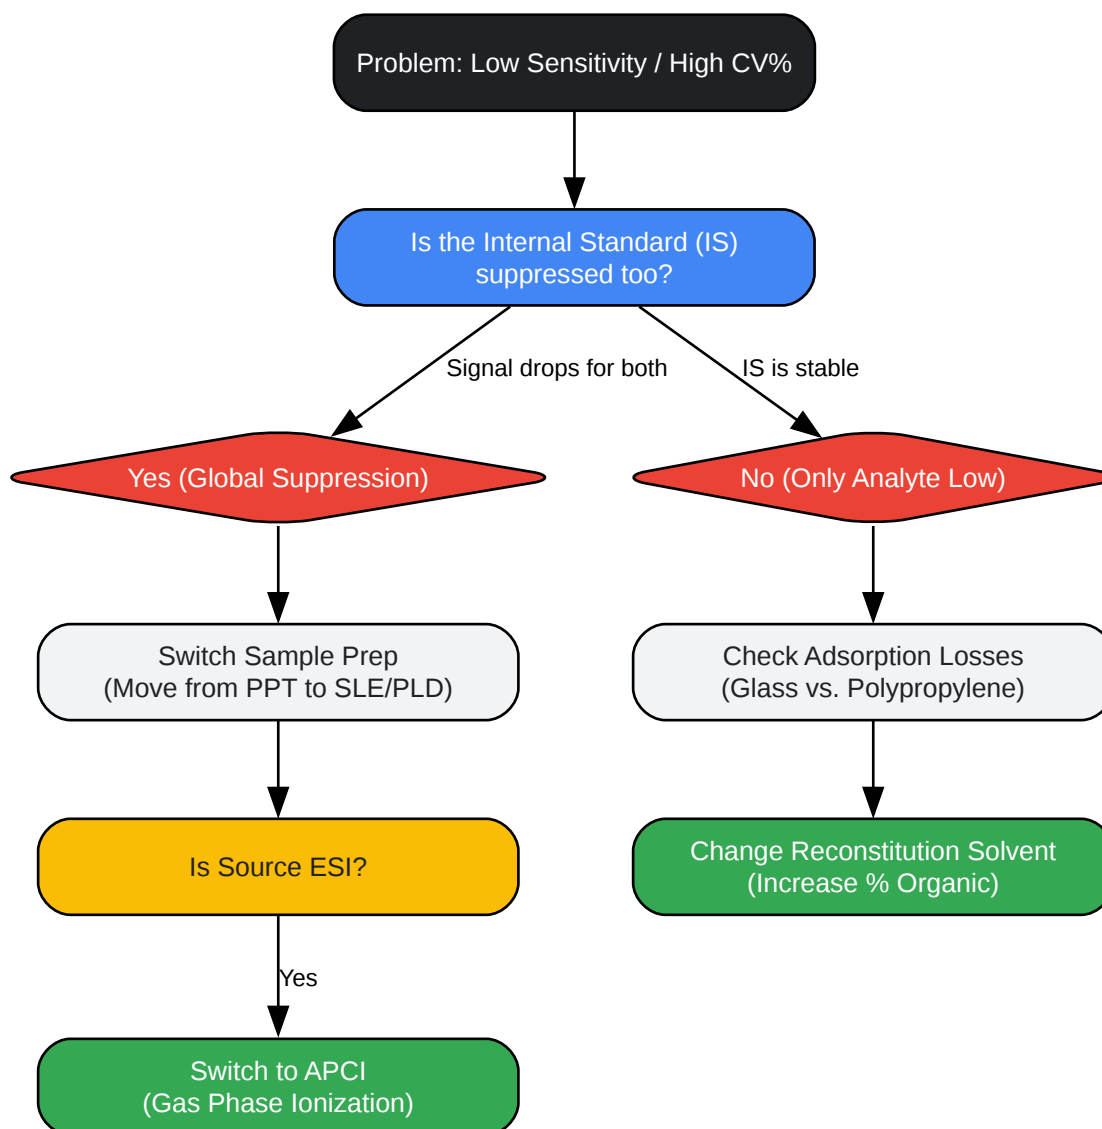 Problem: Low Sensitivity / High CV%
Is the Internal Standard (IS)
suppressed too?
Signal drops for both
IS is stable
Yes (Global Suppression)
No (Only Analyte Low)
Switch Sample Prep
(Move from PPT to SLE/PLD)
Check Adsorption Losses
(Glass vs. Polypropylene)
Is Source ESI?
Change Reconstitution Solvent
(Increase % Organic)
Yes
Switch to APCI
(Gas Phase Ionization)